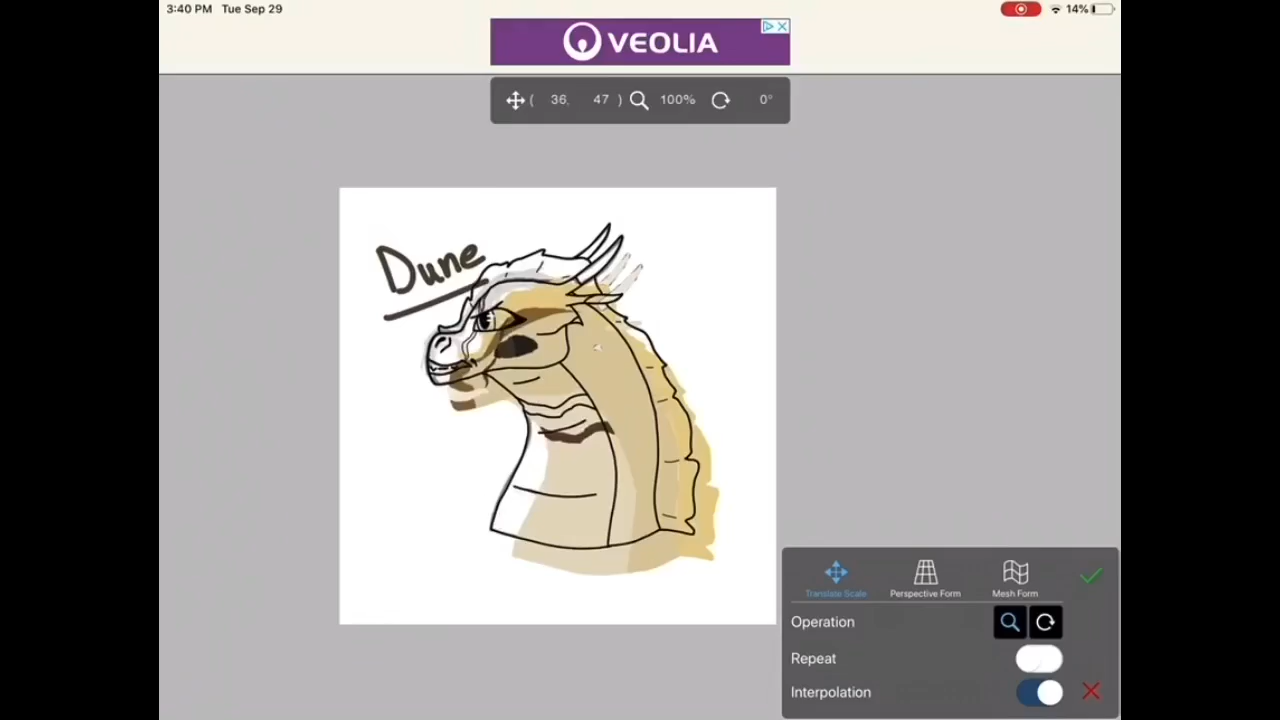 3:40 PM Tue Sep 29
14%
VEOLIA
( 36, 47 ) 100% 0°
Dune
Translate Scale Perspective Form Mesh Form
Operation
Repeat
Interpolation